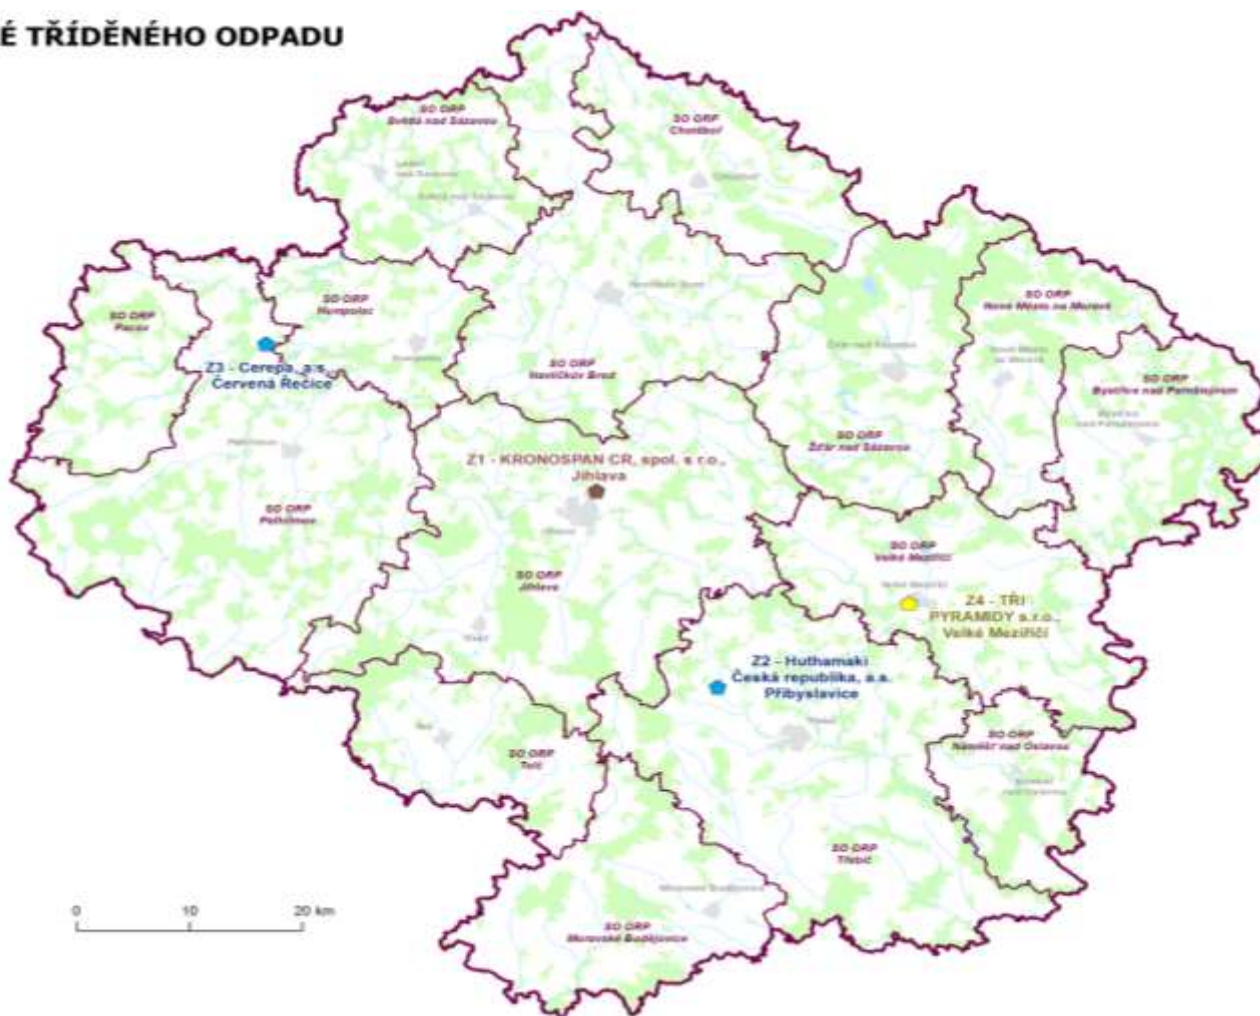 É TŘÍDĚNÉHO ODPADU
SO ORP
Světlá nad Sázavou
SO ORP
Chotěboř
SO ORP
Pacov
SO ORP
Humpolec
SO ORP
Nové Město na Moravě
Z3 - Cerepa, a.s.,
Červená Řečice
SO ORP
Havlíčkův Brod
SO ORP
Bystřice nad Pernštejnem
SO ORP
Žďár nad Sázavou
Z1 - KRONOSPAN CR, spol. s r.o.,
Jihlava
SO ORP
Pelhřimov
SO ORP
Velké Meziříčí
SO ORP
Jihlava
Z4 - TŘI
PYRAMIDY s.r.o.,
Velké Meziříčí
Z2 - Huthamaki
Česká republika, a.s.
Přibyslavice
SO ORP
Náměšť nad Oslavou
SO ORP
Telč
SO ORP
Třebíč
SO ORP
Moravské Budějovice
0 10 20 km